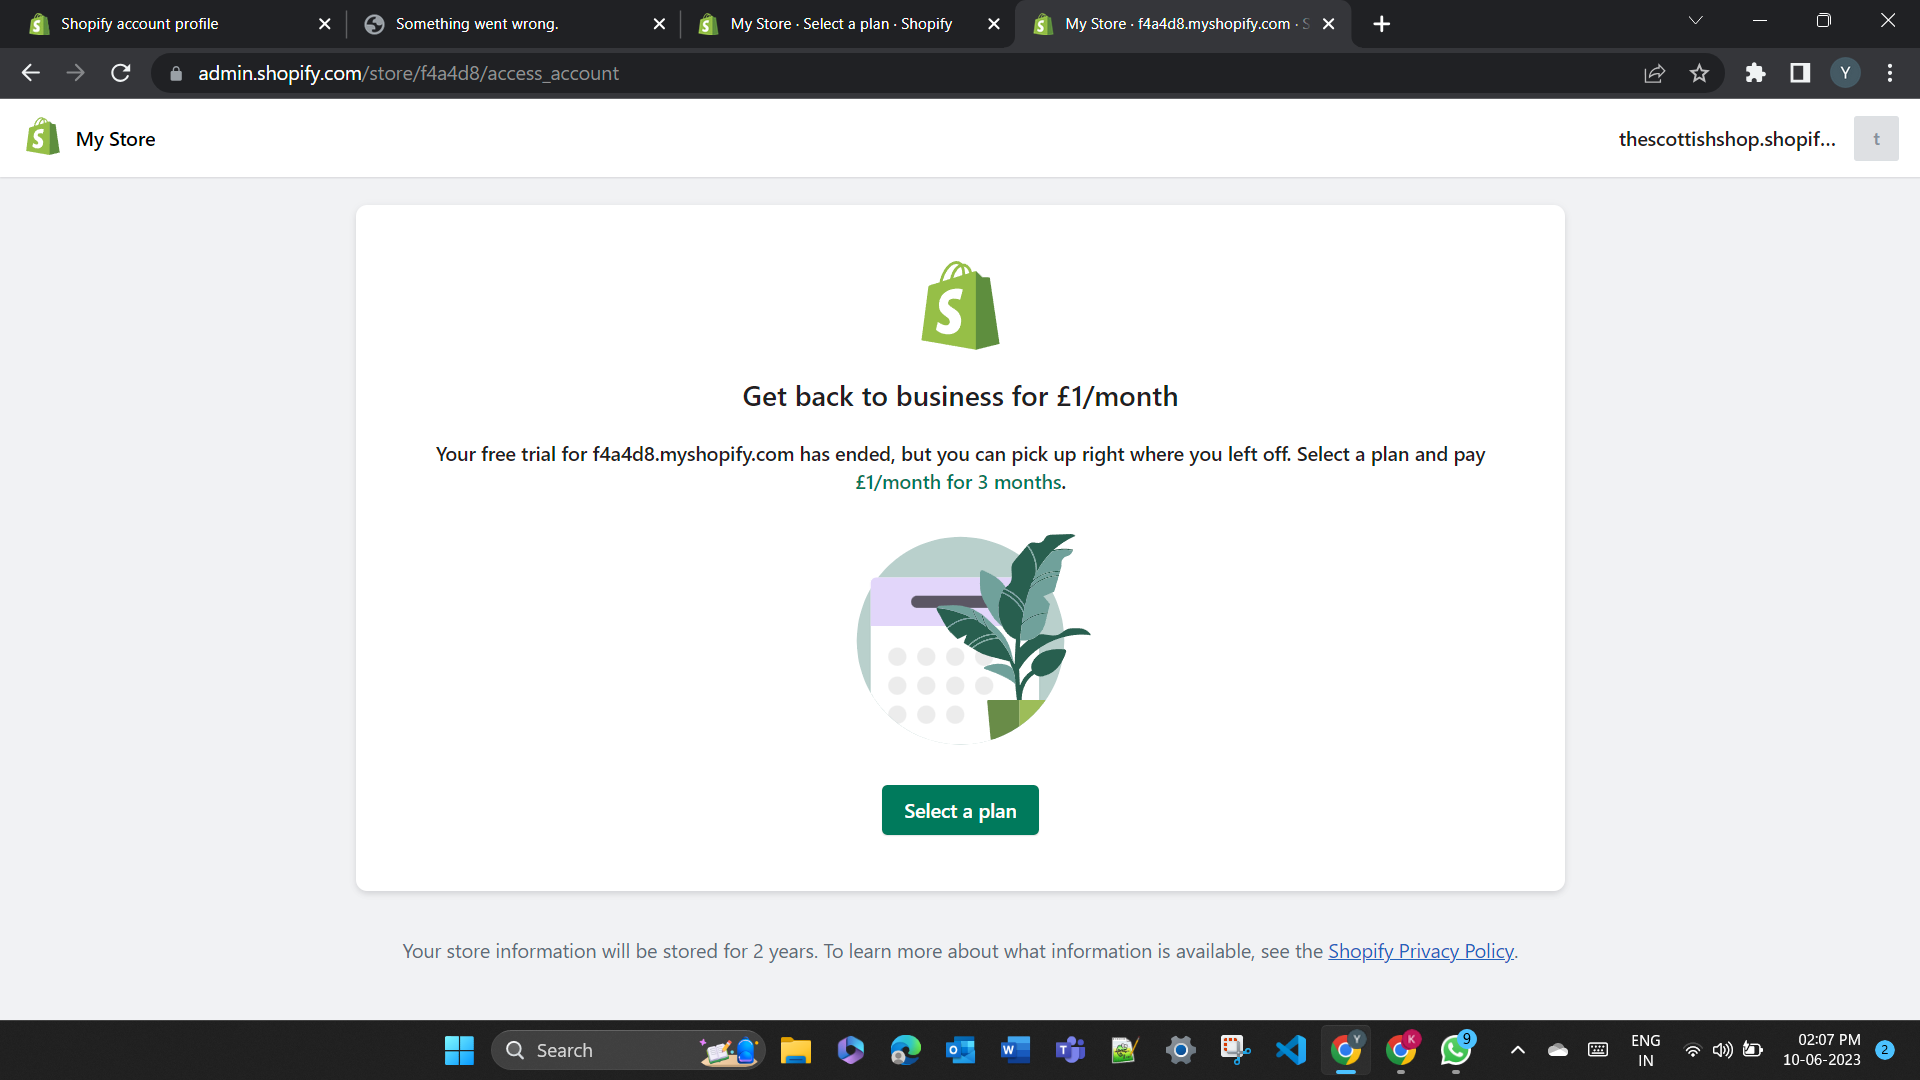 Shopify account profile
Something went wrong.
My Store · Select a plan · Shopify
My Store · f4a4d8.myshopify.com · S
admin.shopify.com/store/f4a4d8/access_account
Y
My Store
thescottishshop.shopif...
t
Get back to business for £1/month
Your free trial for f4a4d8.myshopify.com has ended, but you can pick up right where you left off. Select a plan and pay
£1/month for 3 months.
Select a plan
Your store information will be stored for 2 years. To learn more about what information is available, see the Shopify Privacy Policy.
Search
Y
K
9
ENG
IN
02:07 PM
10-06-2023
2